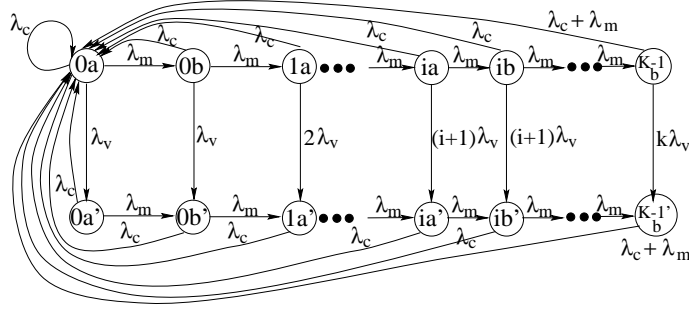 λc + λm
λc λc λc λc λc
0a λm 0b λm 1a ●●● λm ia λm ib λm ●●● λm K-1 b
λv λv 2λv (i+1)λv (i+1)λv kλv
λc
0a' λm 0b' λm 1a' ●●● λm ia' λm ib' λm ●●● λm K-1' b
λc λc λc λc
λc + λm